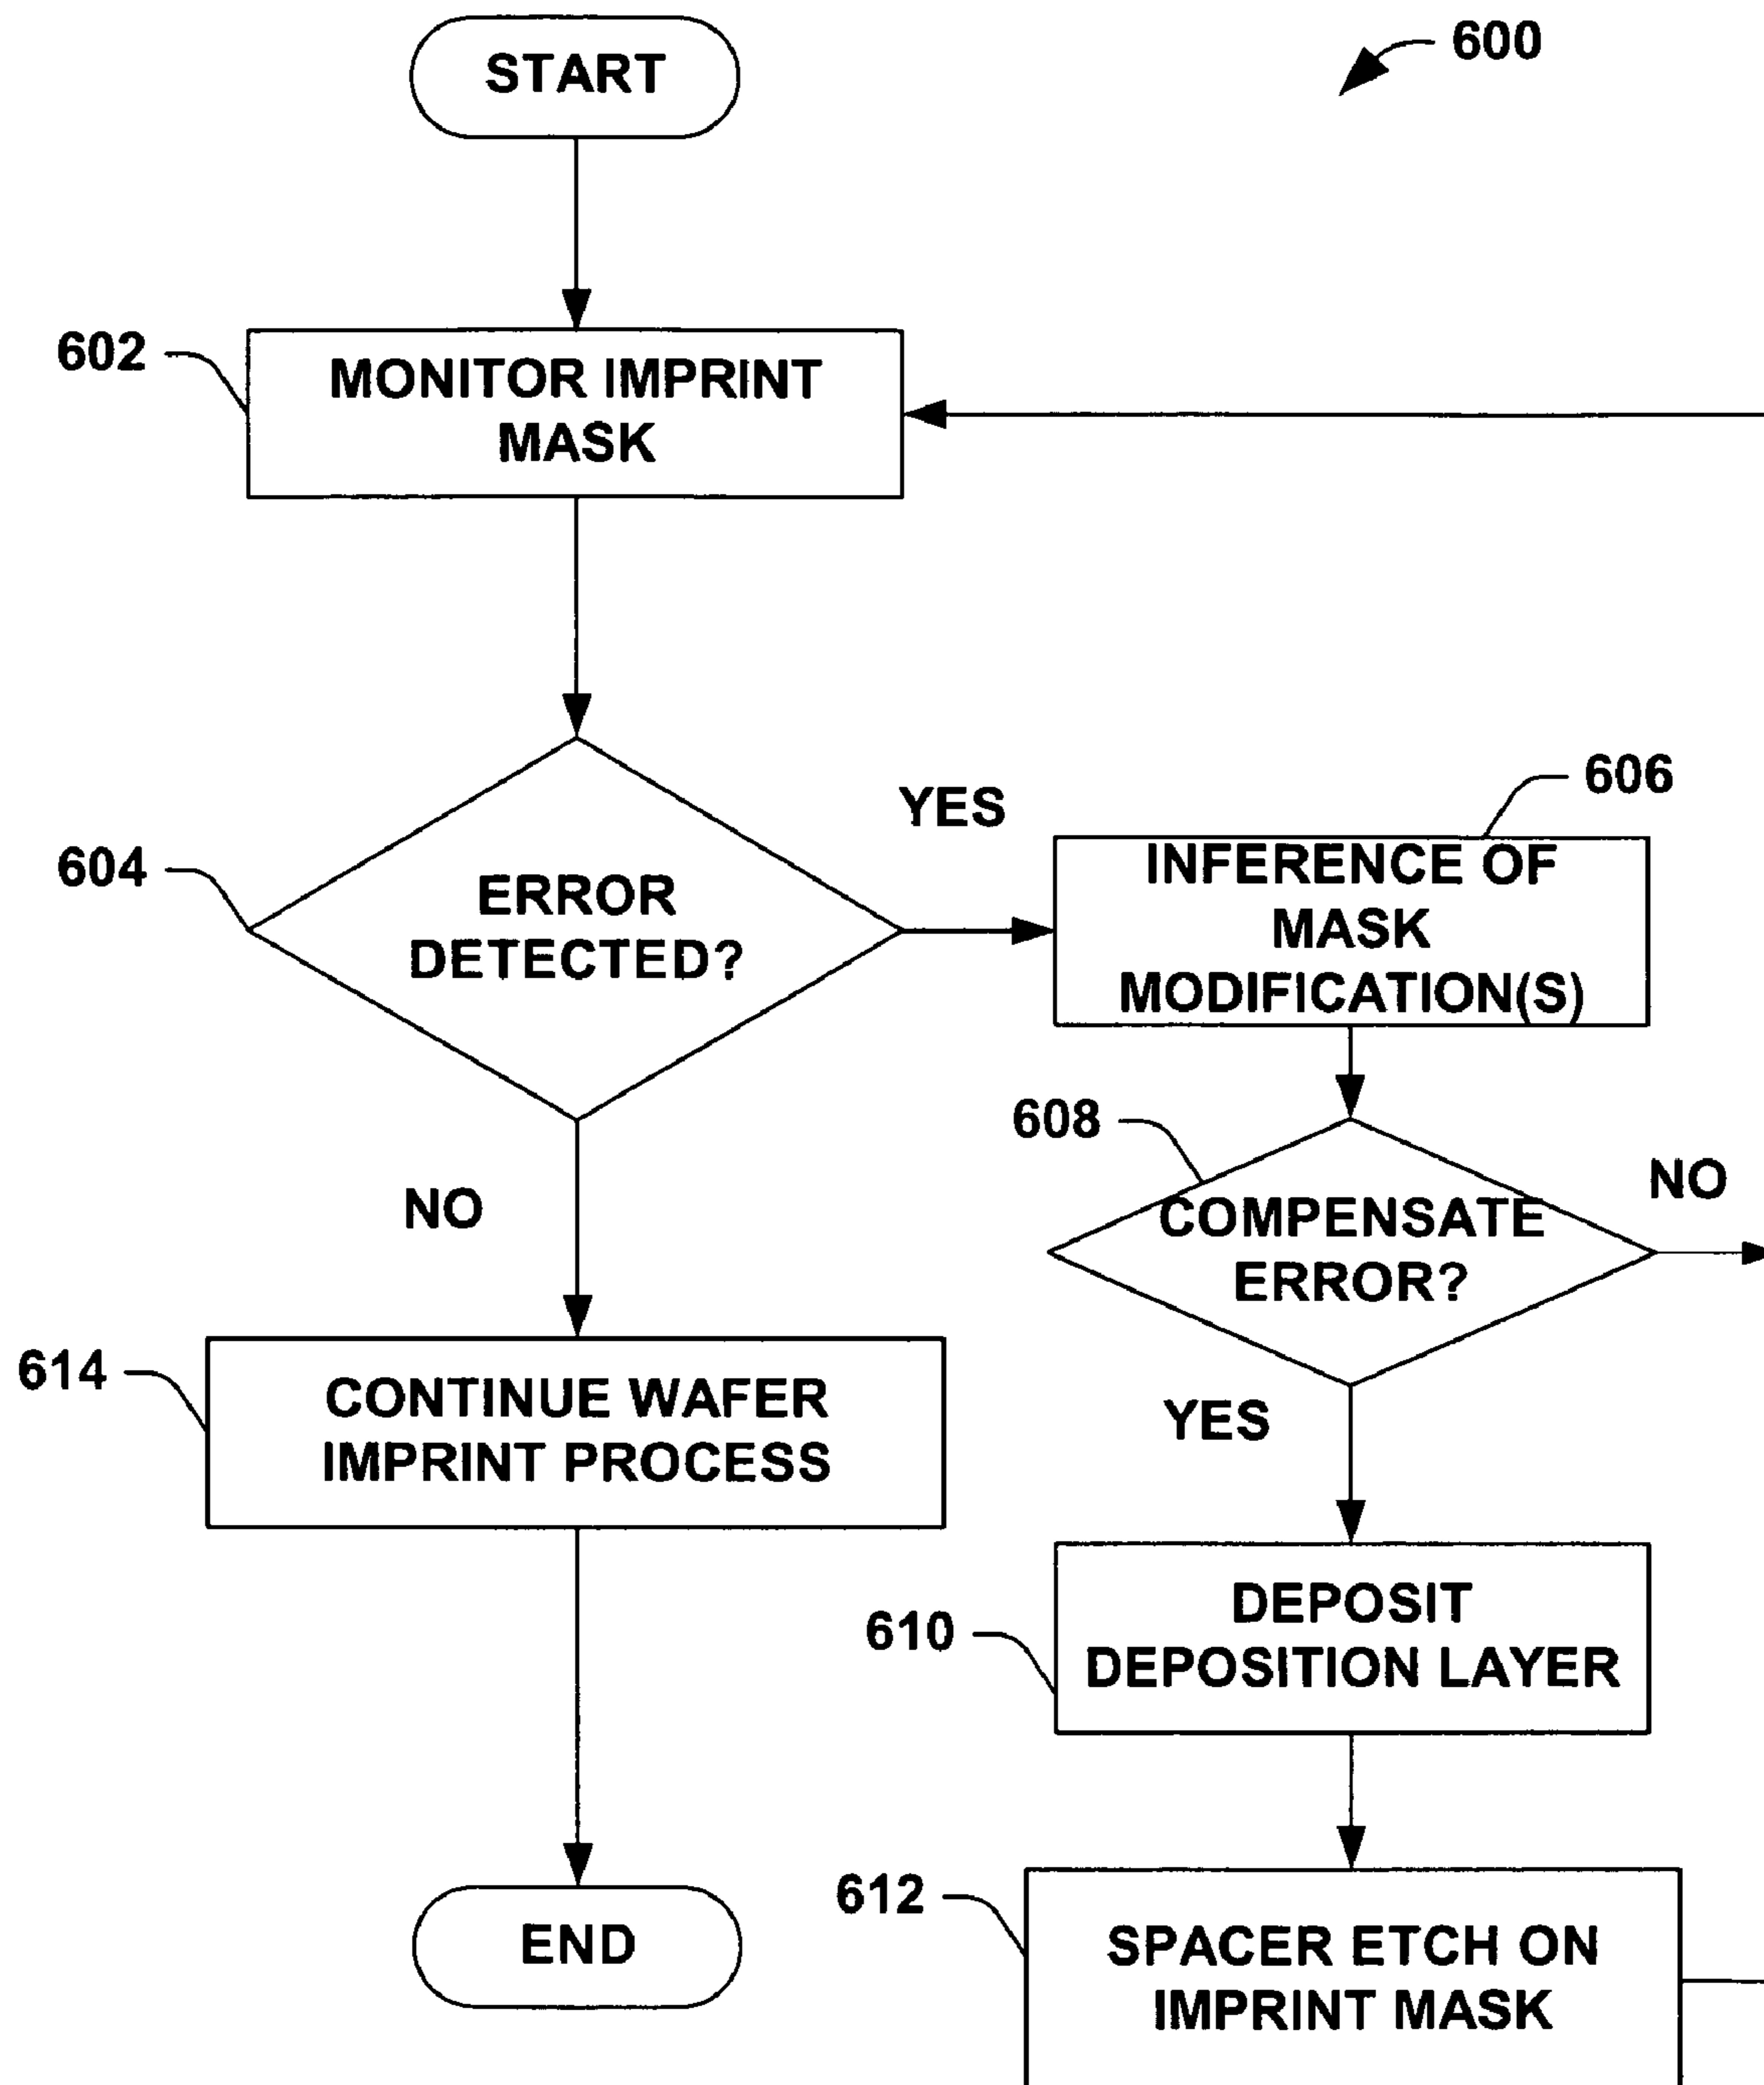 START
600
602
MONITOR IMPRINT
MASK
604
ERROR
DETECTED?
YES
606
INFERENCE OF
MASK
MODIFICATION(S)
608
COMPENSATE
ERROR?
NO
NO
614
CONTINUE WAFER
IMPRINT PROCESS
YES
610
DEPOSIT
DEPOSITION LAYER
612
SPACER ETCH ON
IMPRINT MASK
END